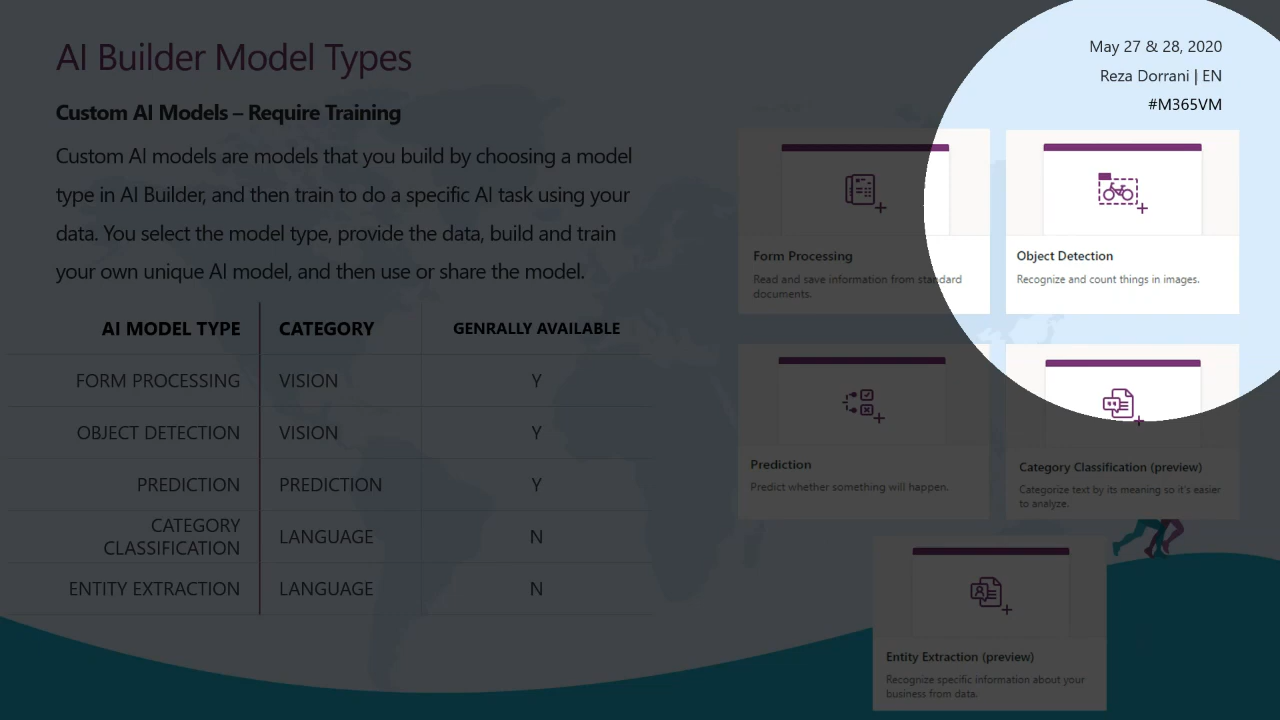 AI Builder Model Types
May 27 & 28, 2020
Reza Dorrani | EN
#M365VM
Custom AI Models – Require Training
Custom AI models are models that you build by choosing a model
type in AI Builder, and then train to do a specific AI task using your
data. You select the model type, provide the data, build and train
your own unique AI model, and then use or share the model.
AI MODEL TYPE CATEGORY GENRALLY AVAILABLE
FORM PROCESSING VISION Y
OBJECT DETECTION VISION Y
PREDICTION PREDICTION Y
CATEGORY
CLASSIFICATION LANGUAGE N
ENTITY EXTRACTION LANGUAGE N
Form Processing
Read and save information from standard
documents.
Object Detection
Recognize and count things in images.
Prediction
Predict whether something will happen.
Category Classification (preview)
Categorize text by its meaning so it's easier
to analyze.
Entity Extraction (preview)
Recognize specific information about your
business from data.